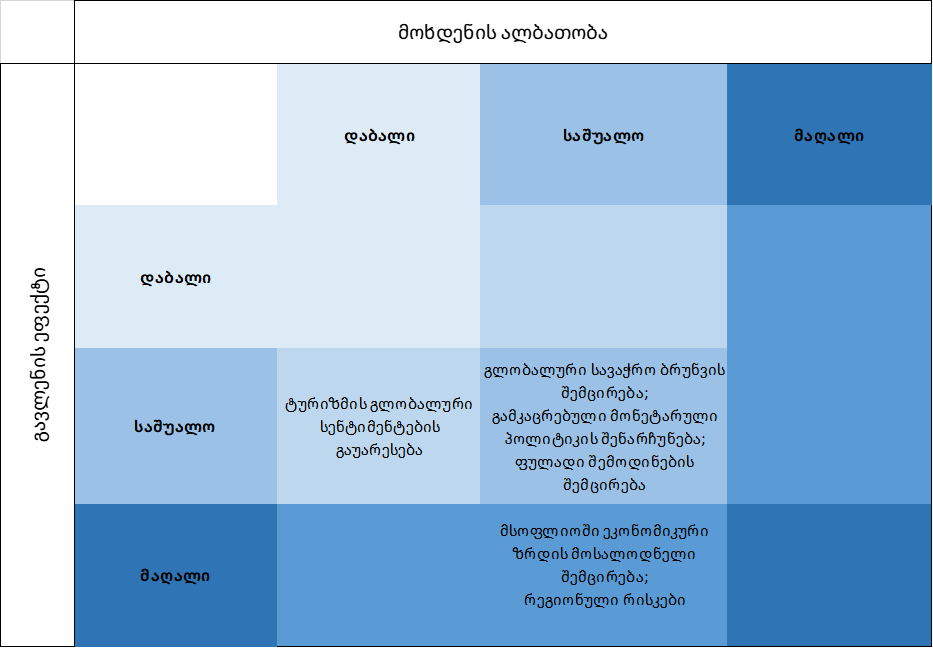 მოხდენის ალბათობა
დაბალი
საშუალო
მაღალი
გავლენის ეფექტი
დაბალი
საშუალო
ტურიზმის გლობალური
სენტიმენტების
გაუარესება
გლობალური სავაჭრო ბრუნვის
შემცირება;
გამკაცრებული მონეტარული
პოლიტიკის შენარჩუნება;
ფულადი შემოდინების
შემცირება
მაღალი
მსოფლიოში ეკონომიკური
ზრდის მოსალოდნელი
შემცირება;
რეგიონული რისკები